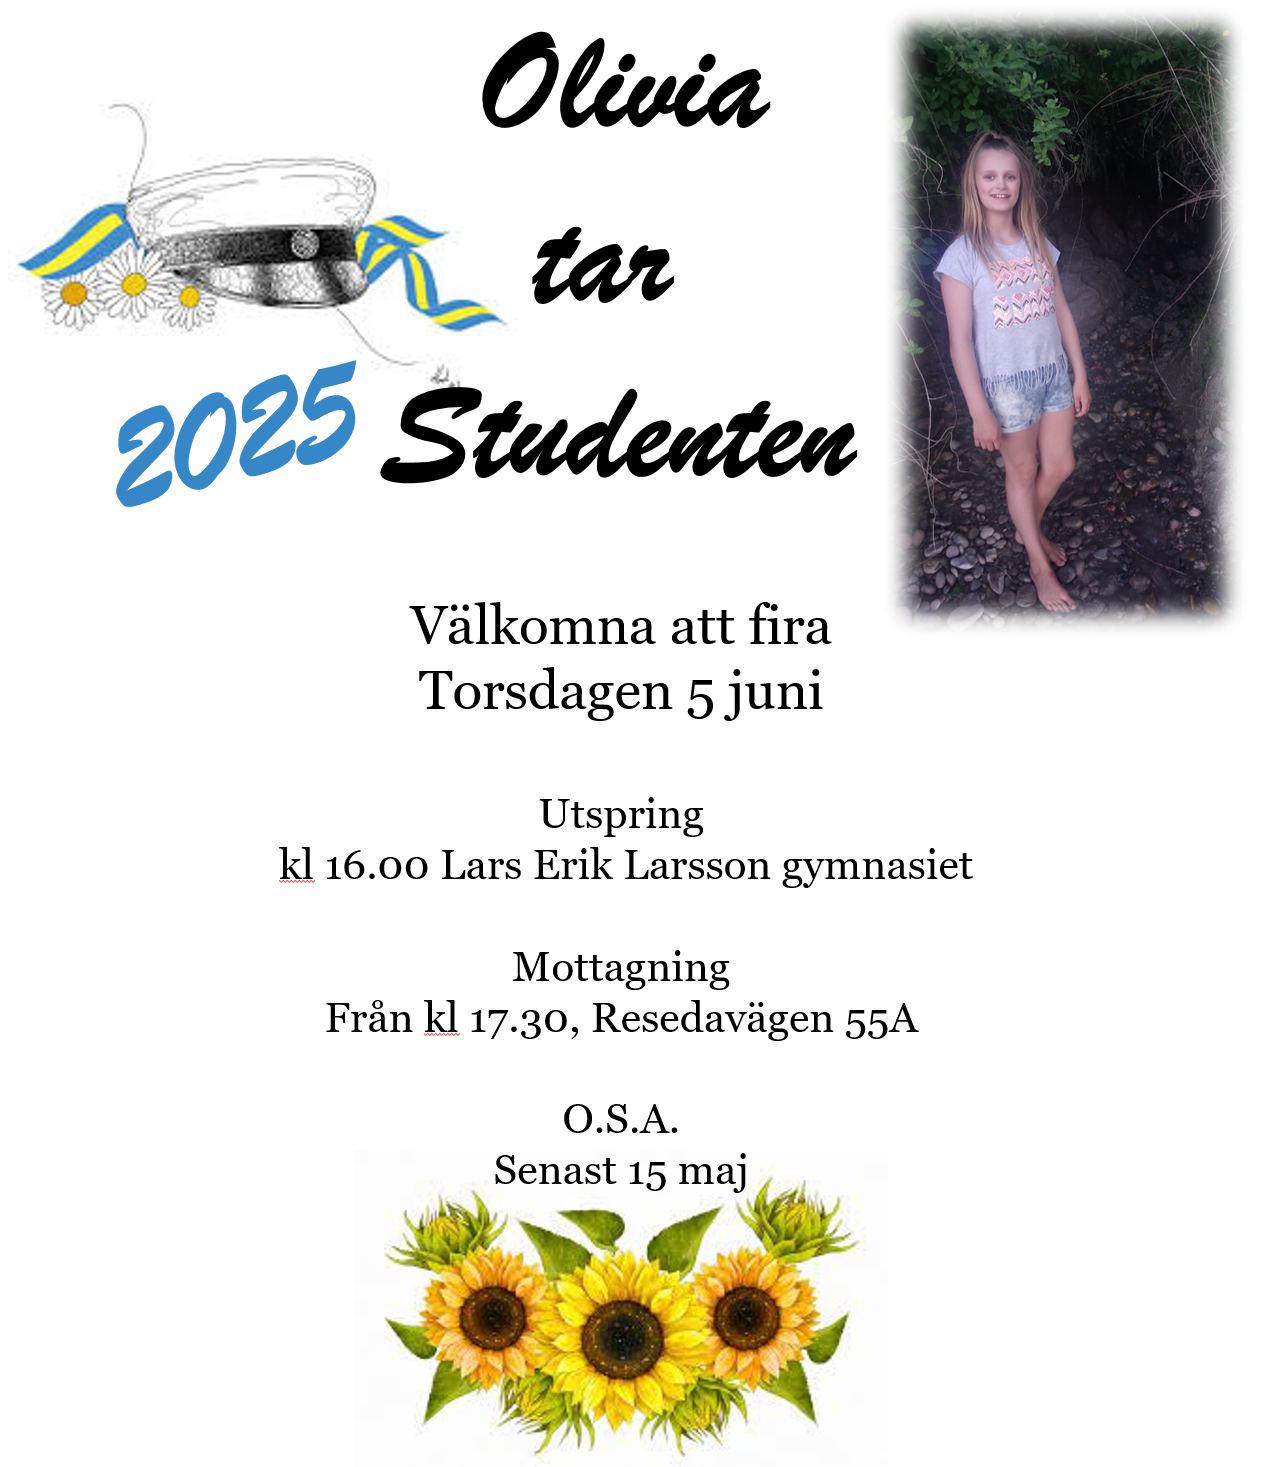 Olivia
tar
2025 Studenten
Välkomna att fira
Torsdagen 5 juni
Utspring
kl 16.00 Lars Erik Larsson gymnasiet
Mottagning
Från kl 17.30, Resedavägen 55A
O.S.A.
Senast 15 maj